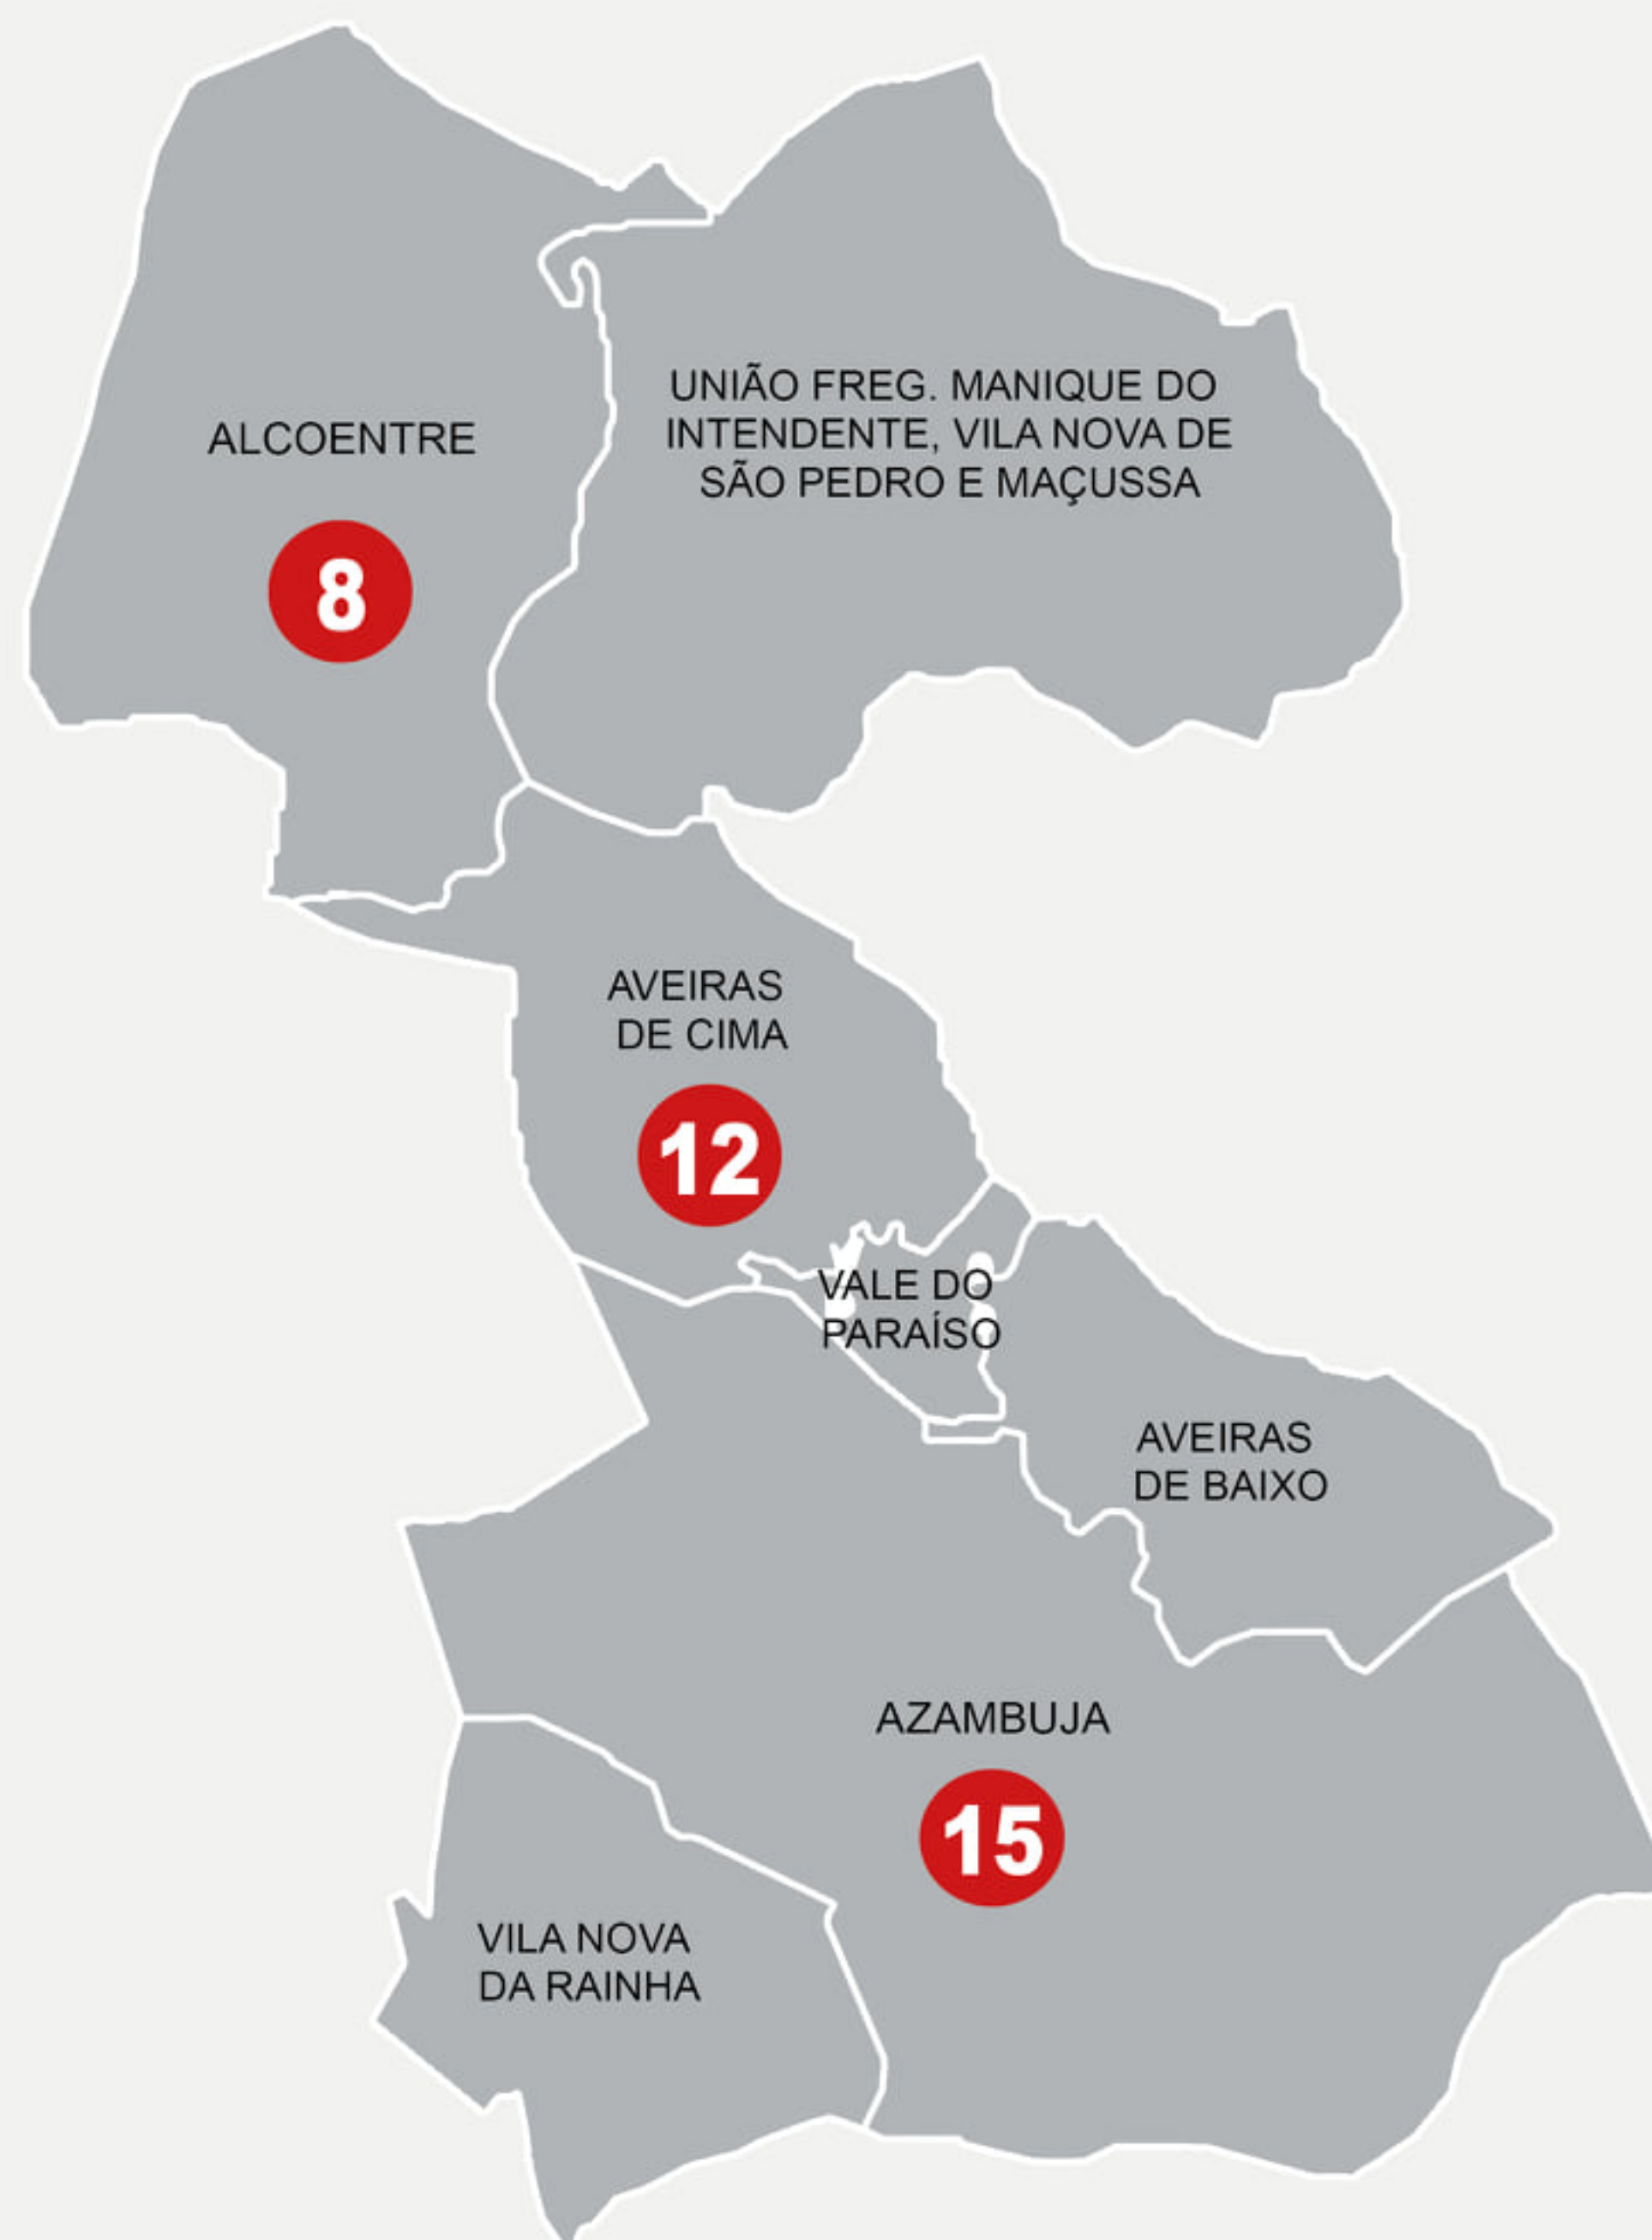 UNIÃO FREG. MANIQUE DO
INTENDENTE, VILA NOVA DE
SÃO PEDRO E MAÇUSSA
ALCOENTRE
8
AVEIRAS
DE CIMA
12
VALE DO
PARAÍSO
AVEIRAS
DE BAIXO
AZAMBUJA
15
VILA NOVA
DA RAINHA